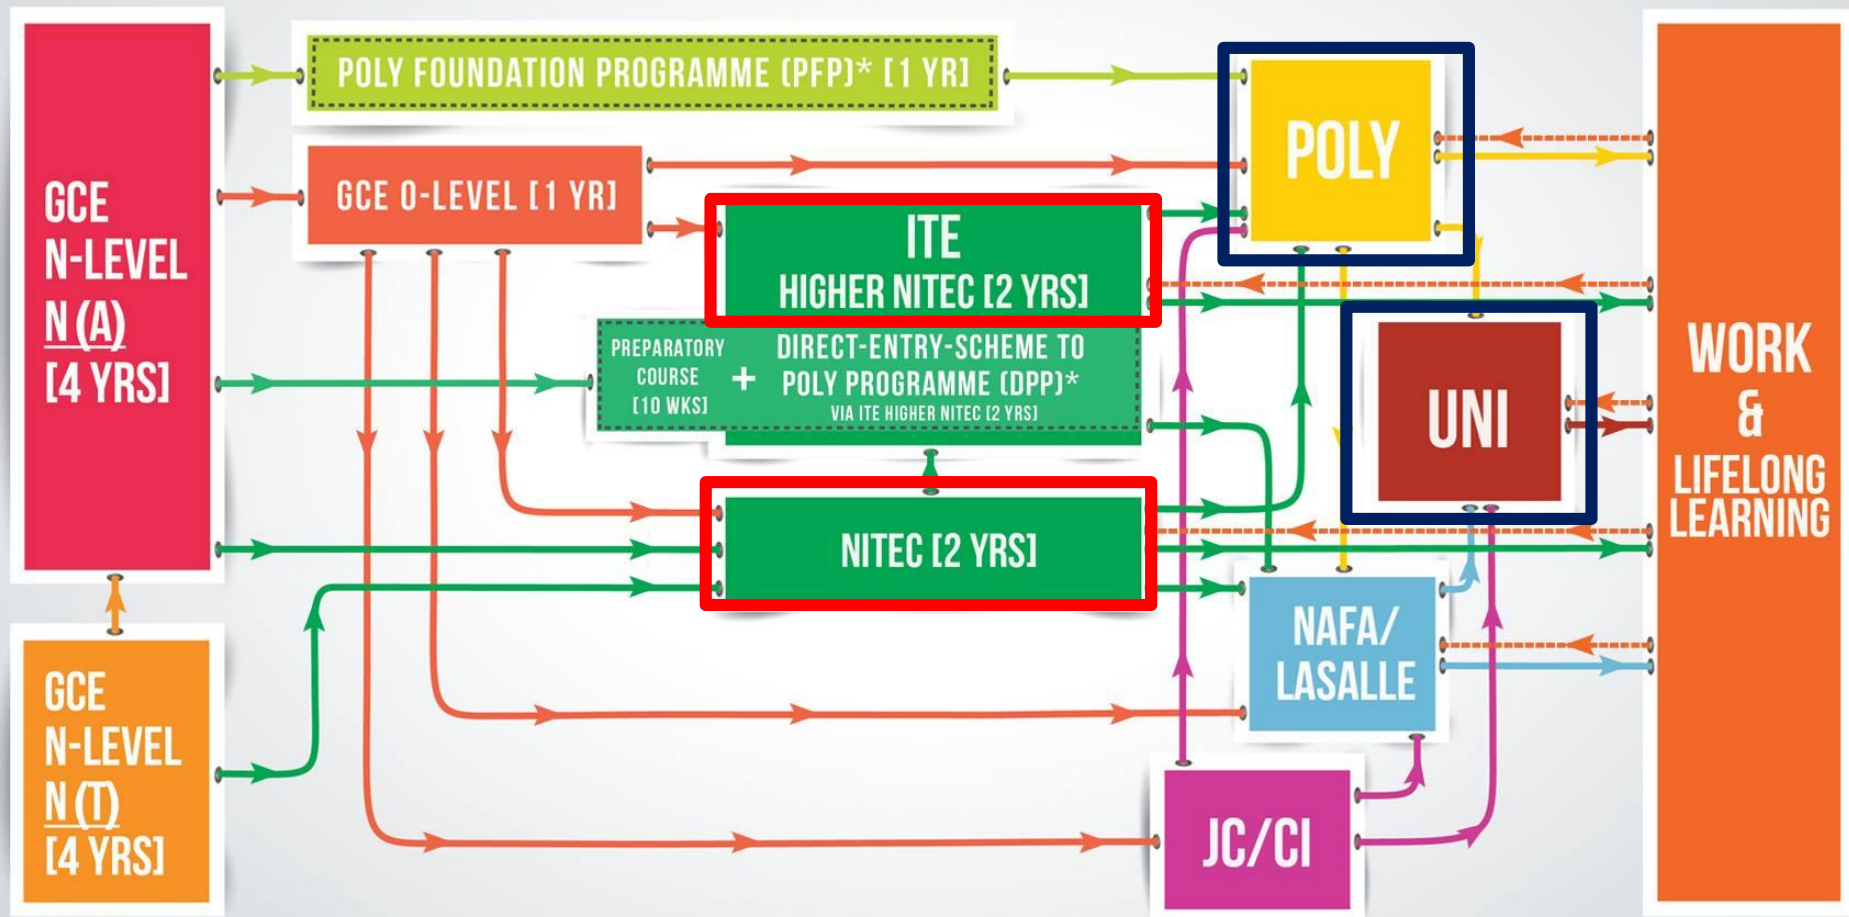 GCE
N-LEVEL
N (A)
[4 YRS]
POLY FOUNDATION PROGRAMME (PFP)* [1 YR]
GCE O-LEVEL [1 YR]
ITE
HIGHER NITEC [2 YRS]
PREPARATORY
COURSE
[10 WKS]
+
DIRECT-ENTRY-SCHEME TO
POLY PROGRAMME (DPP)*
VIA ITE HIGHER NITEC [2 YRS]
NITEC [2 YRS]
POLY
UNI
NAFA/
LASALLE
JC/CI
WORK
&
LIFELONG
LEARNING
GCE
N-LEVEL
N (T)
[4 YRS]